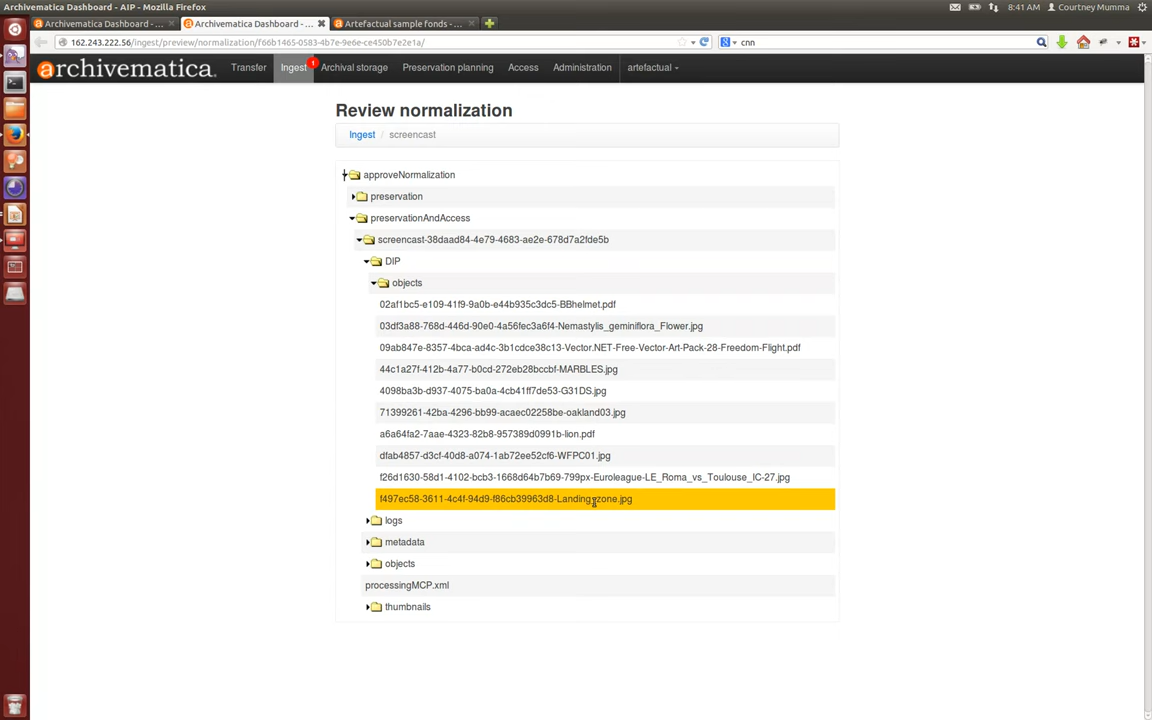 Archivematica Dashboard - AIP - Mozilla Firefox
8:41 AM Courtney Mumma
Archivematica Dashboard - ...
Archivematica Dashboard - ...
Artefactual sample fonds - ...
162.243.222.56/ingest/preview/normalization/f66b1465-0583-4b7e-9e6e-ce450b7e2e1a/
cnn
archivematica
Transfer Ingest 1 Archival storage Preservation planning Access Administration artefactual
Review normalization
Ingest / screencast
approveNormalization
preservation
preservationAndAccess
screencast-38daad84-4e79-4683-ae2e-678d7a2fde5b
DIP
objects
02af1bc5-e109-41f9-9a0b-e44b935c3dc5-BBhelmet.pdf
03df3a88-768d-446d-90e0-4a56fec3a6f4-Nemastylis_geminiflora_Flower.jpg
09ab847e-8357-4bca-ad4c-3b1cdce38c13-Vector.NET-Free-Vector-Art-Pack-28-Freedom-Flight.pdf
44c1a27f-412b-4a77-b0cd-272eb28bccbf-MARBLES.jpg
4098ba3b-d937-4075-ba0a-4cb41ff7de53-G31DS.jpg
71399261-42ba-4296-bb99-acaec02258be-oakland03.jpg
a6a64fa2-7aae-4323-82b8-957389d0991b-lion.pdf
dfab4857-d3cf-40d8-a074-1ab72ee52cf6-WFPC01.jpg
f26d1630-58d1-4102-bcb3-1668d64b7b69-799px-Euroleague-LE_Roma_vs_Toulouse_IC-27.jpg
f497ec58-3611-4c4f-94d9-f86cb39963d8-Landing_zone.jpg
logs
metadata
objects
processingMCP.xml
thumbnails